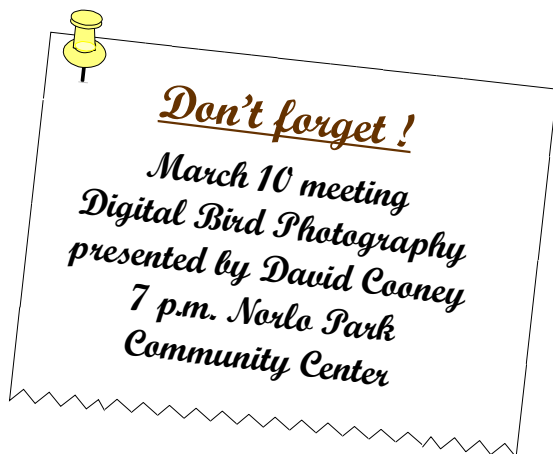 Don't forget !
March 10 meeting
Digital Bird Photography
presented by David Cooney
7 p.m. Norlo Park
Community Center